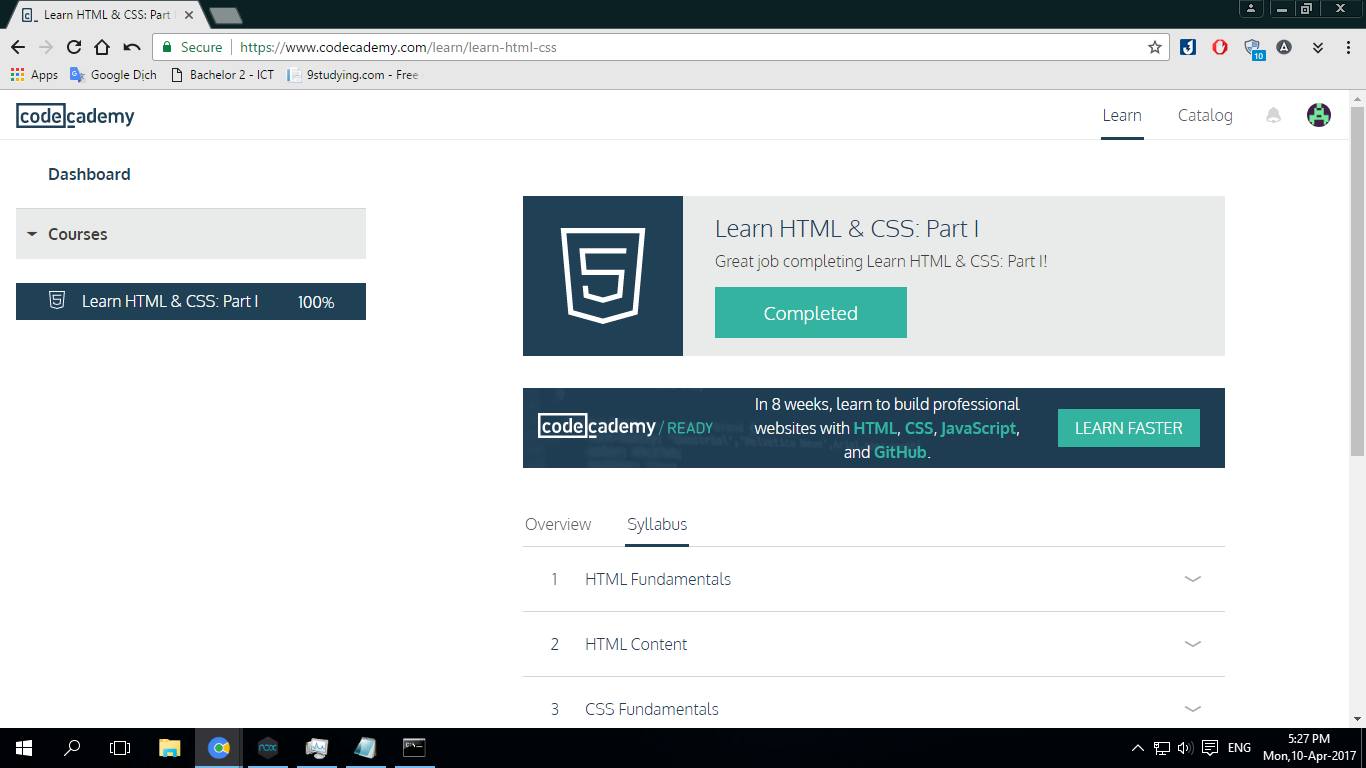 Learn HTML & CSS: Part
Secure
https://www.codecademy.com/learn/learn-html-css
10
Apps
Google Dịch
Bachelor 2 - ICT
9studying.com - Free
codecademy
Learn
Catalog
Dashboard
Courses
Learn HTML & CSS: Part I
100%
Learn HTML & CSS: Part I
Great job completing Learn HTML & CSS: Part I!
Completed
codecademy / READY
In 8 weeks, learn to build professional
websites with HTML, CSS, JavaScript,
and GitHub.
LEARN FASTER
Overview
Syllabus
1 HTML Fundamentals
2 HTML Content
3 CSS Fundamentals
nox
ENG
5:27 PM
Mon,10-Apr-2017